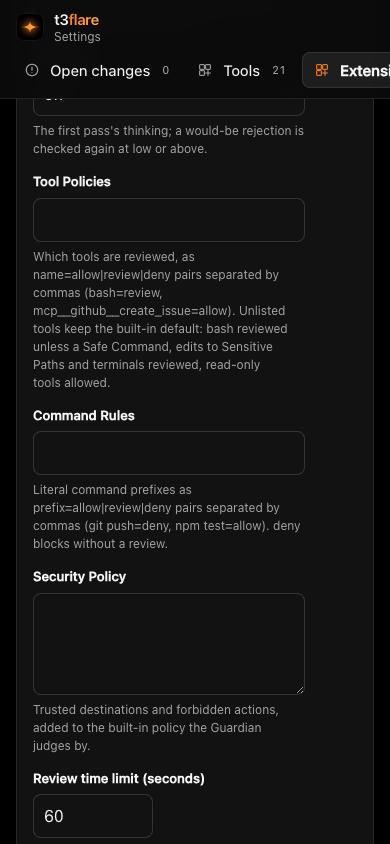 t3flare
Settings
Open changes 0 Tools 21 Extensi
The first pass's thinking; a would-be rejection is
checked again at low or above.
Tool Policies
Which tools are reviewed, as
name=allow|review|deny pairs separated by
commas (bash=review,
mcp__github__create_issue=allow). Unlisted
tools keep the built-in default: bash reviewed
unless a Safe Command, edits to Sensitive
Paths and terminals reviewed, read-only
tools allowed.
Command Rules
Literal command prefixes as
prefix=allow|review|deny pairs separated by
commas (git push=deny, npm test=allow). deny
blocks without a review.
Security Policy
Trusted destinations and forbidden actions,
added to the built-in policy the Guardian
judges by.
Review time limit (seconds)
60